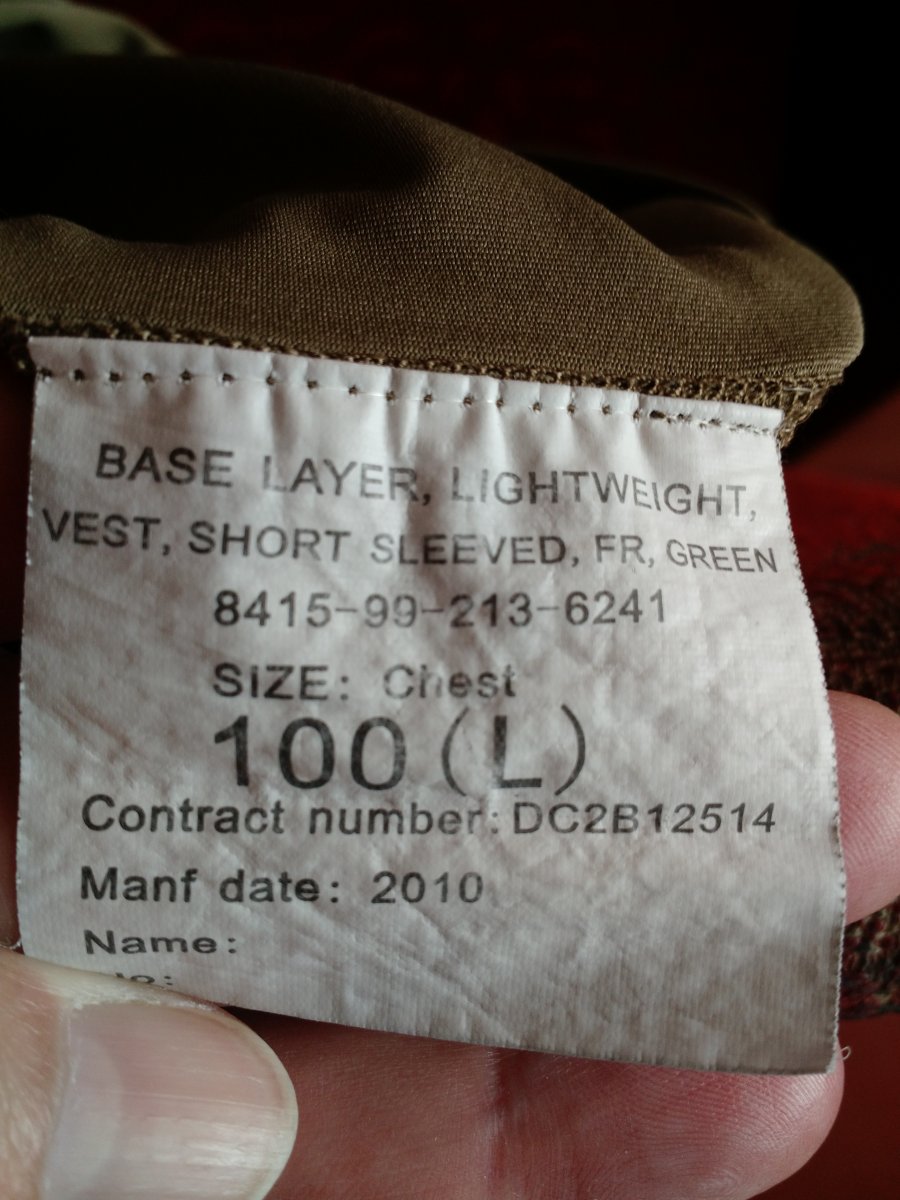 BASE LAYER, LIGHTWEIGHT,
VEST, SHORT SLEEVED, FR, GREEN
8415-99-213-6241
SIZE: Chest
100 (L)
Contract number: DC2B12514
Manf date: 2010
Name: